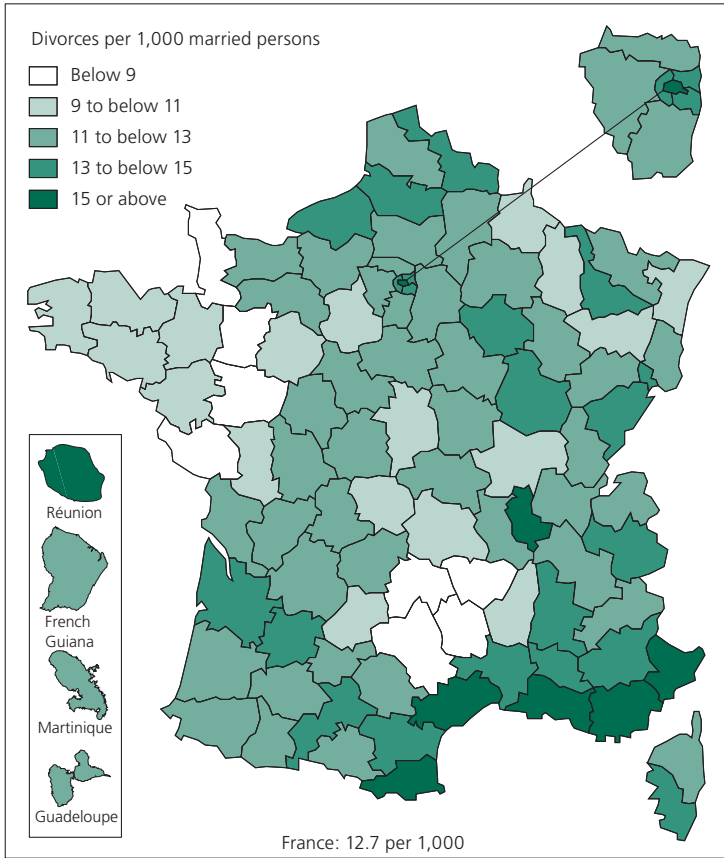 Divorces per 1,000 married persons
Below 9
9 to below 11
11 to below 13
13 to below 15
15 or above
Réunion
French
Guiana
Martinique
Guadeloupe
France: 12.7 per 1,000